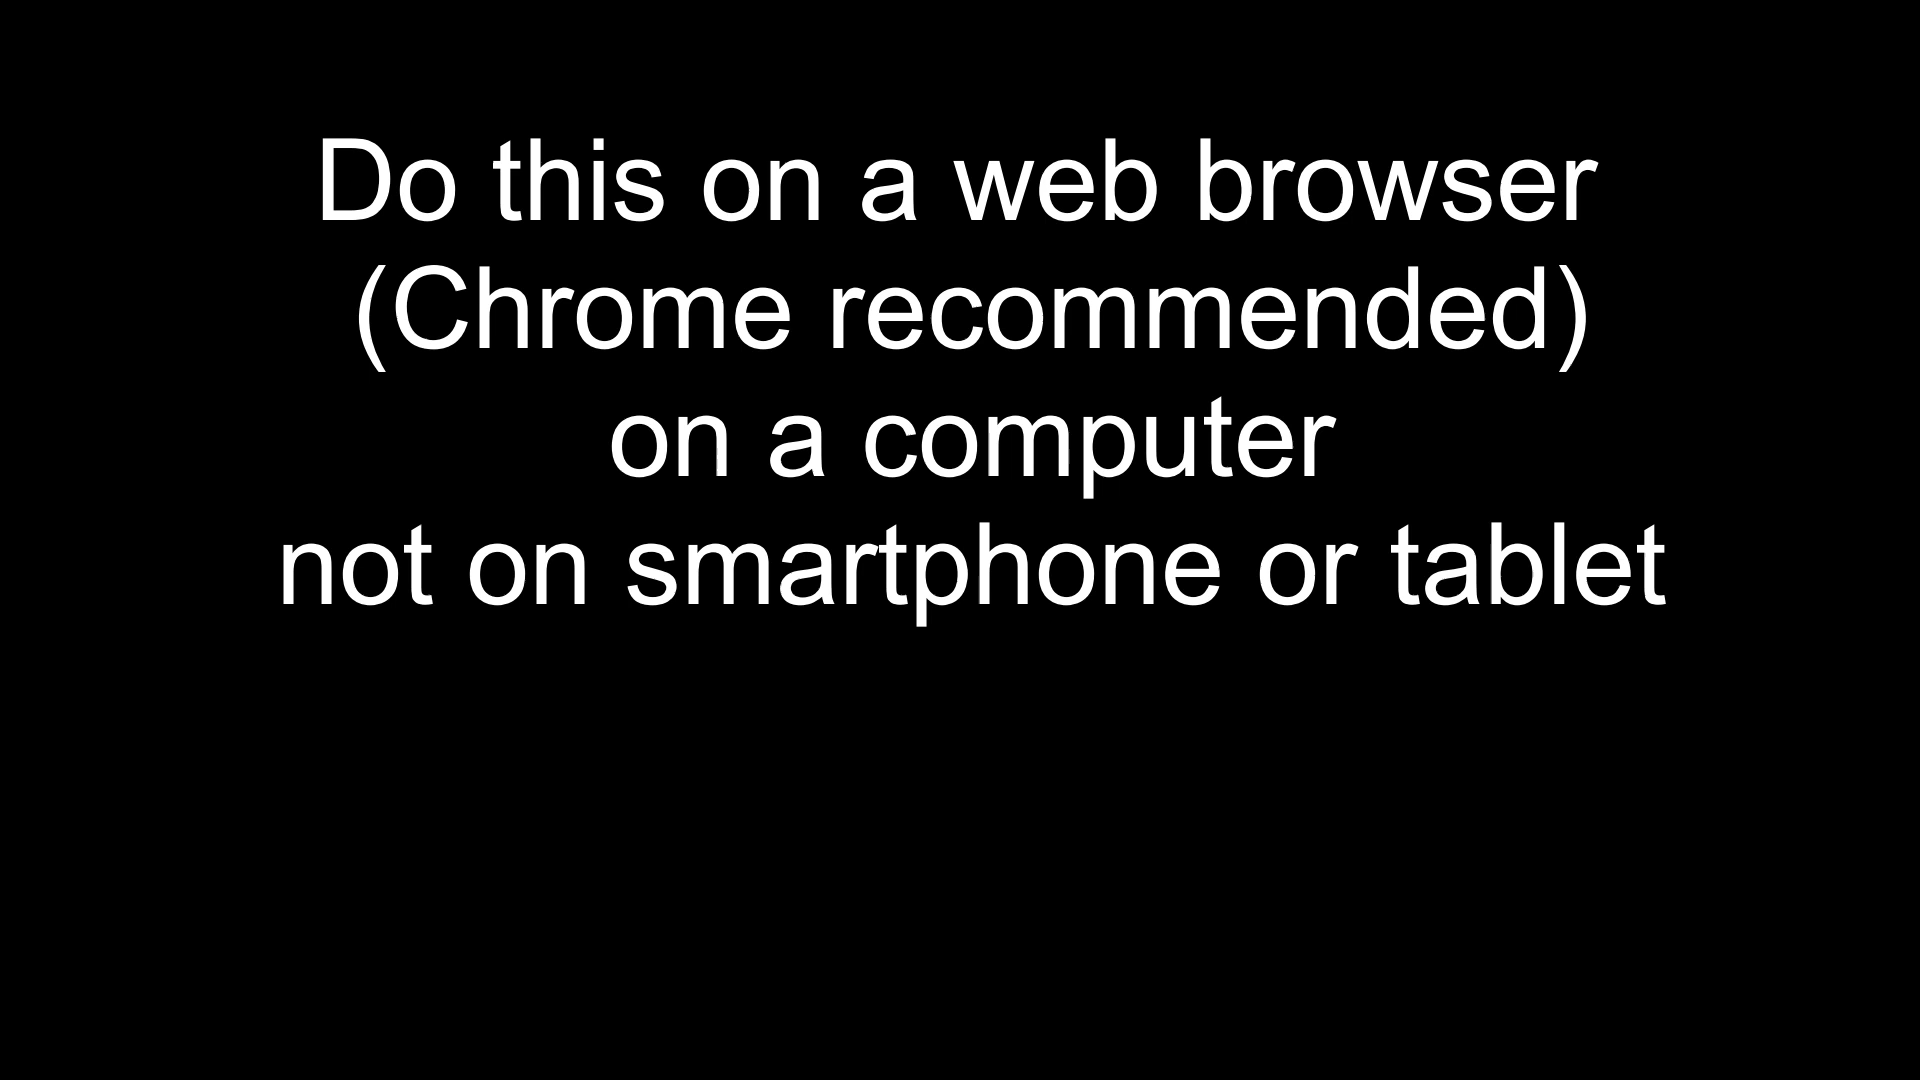 Do this on a web browser
(Chrome recommended)
on a computer
not on smartphone or tablet